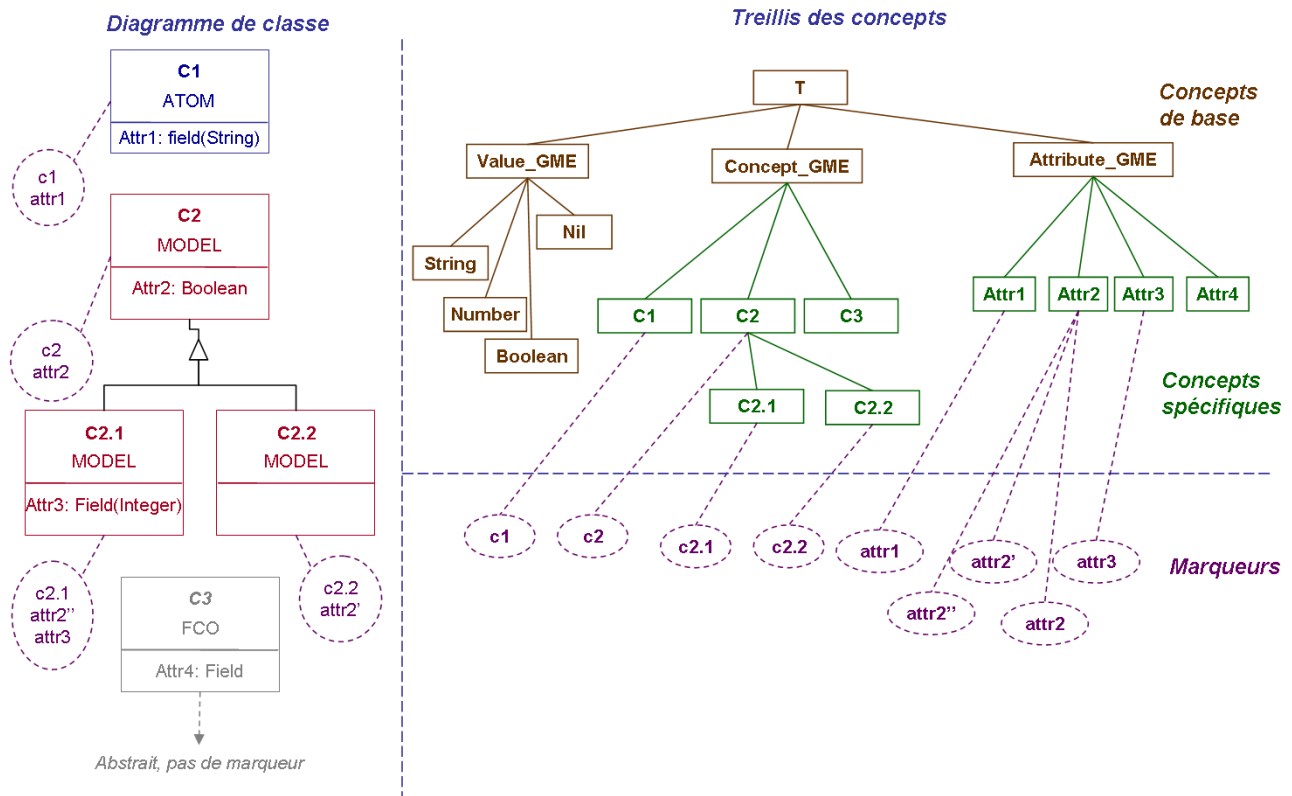 Diagramme de classe
C1
ATOM
Attr1: field(String)
c1
attr1
C2
MODEL
Attr2: Boolean
c2
attr2
C2.1
MODEL
Attr3: Field(Integer)
C2.2
MODEL
c2.1
attr2’’
attr3
c2.2
attr2’
C3
FCO
Attr4: Field
Abstrait, pas de marqueur
Treillis des concepts
T
Concepts
de base
Value_GME
Concept_GME
Attribute_GME
Nil
String
Number
Boolean
C1
C2
C3
Attr1
Attr2
Attr3
Attr4
C2.1
C2.2
Concepts
spécifiques
c1
c2
c2.1
c2.2
attr1
attr2’
attr3
attr2’’
attr2
Marqueurs